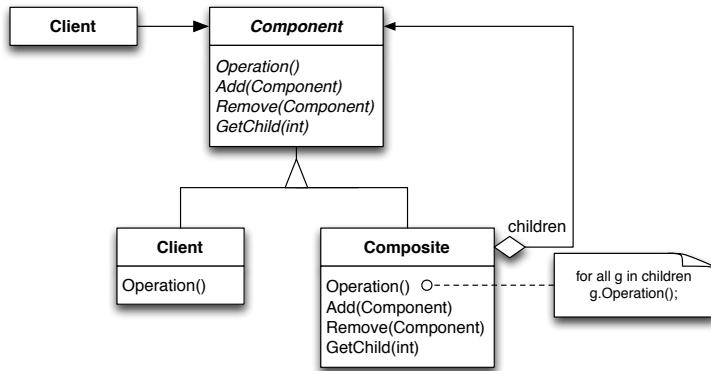 Client
Component
Operation()
Add(Component)
Remove(Component)
GetChild(int)
children
Client
Operation()
Composite
Operation()
Add(Component)
Remove(Component)
GetChild(int)
for all g in children
g.Operation();